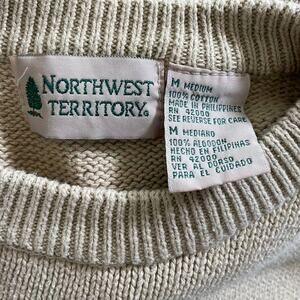 NORTHWEST
TERRITORY®
M MEDIUM
100% COTTON
MADE IN PHILIPPINES
RN 42000
SEE REVERSE FOR CARE
M MEDIANO
100% ALGODON
HECHO EN FILIPINAS
RN 42000
VER AL DORSO
PARA EL CUIDADO